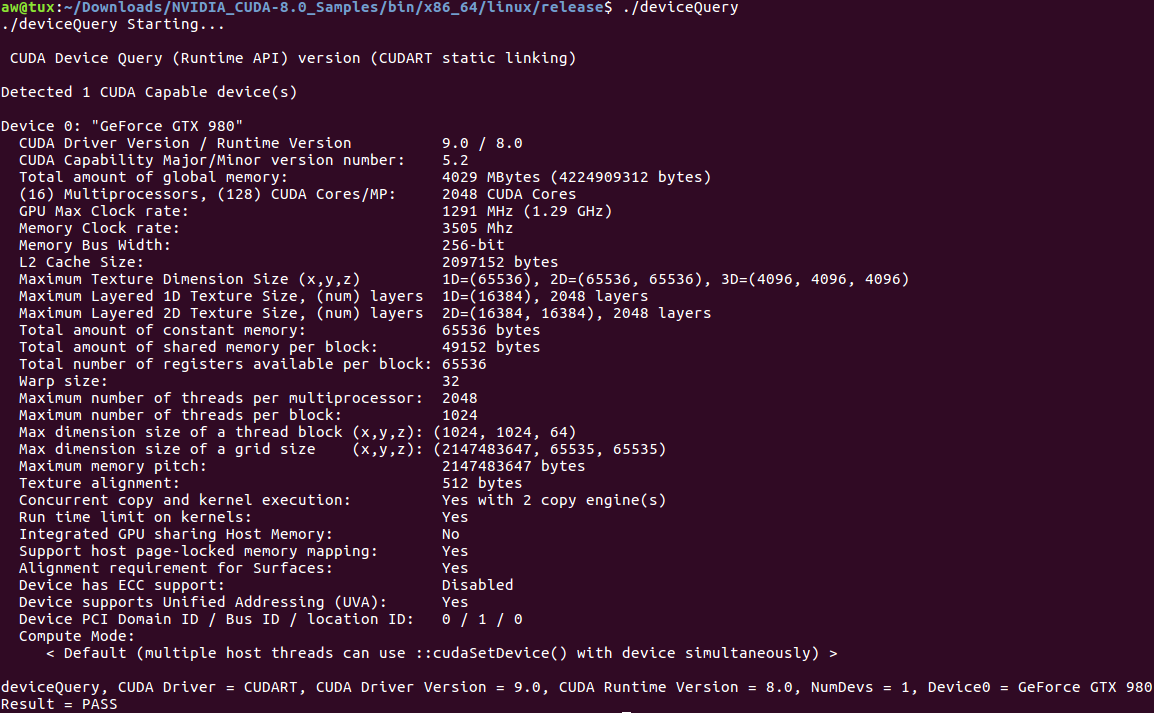 aw@tux:~/Downloads/NVIDIA_CUDA-8.0_Samples/bin/x86_64/linux/release$ ./deviceQuery
./deviceQuery Starting...
CUDA Device Query (Runtime API) version (CUDART static linking)
Detected 1 CUDA Capable device(s)
Device 0: "GeForce GTX 980"
CUDA Driver Version / Runtime Version 9.0 / 8.0
CUDA Capability Major/Minor version number: 5.2
Total amount of global memory: 4029 MBytes (4224909312 bytes)
(16) Multiprocessors, (128) CUDA Cores/MP: 2048 CUDA Cores
GPU Max Clock rate: 1291 MHz (1.29 GHz)
Memory Clock rate: 3505 Mhz
Memory Bus Width: 256-bit
L2 Cache Size: 2097152 bytes
Maximum Texture Dimension Size (x,y,z) 1D=(65536), 2D=(65536, 65536), 3D=(4096, 4096, 4096)
Maximum Layered 1D Texture Size, (num) layers 1D=(16384), 2048 layers
Maximum Layered 2D Texture Size, (num) layers 2D=(16384, 16384), 2048 layers
Total amount of constant memory: 65536 bytes
Total amount of shared memory per block: 49152 bytes
Total number of registers available per block: 65536
Warp size: 32
Maximum number of threads per multiprocessor: 2048
Maximum number of threads per block: 1024
Max dimension size of a thread block (x,y,z): (1024, 1024, 64)
Max dimension size of a grid size (x,y,z): (2147483647, 65535, 65535)
Maximum memory pitch: 2147483647 bytes
Texture alignment: 512 bytes
Concurrent copy and kernel execution: Yes with 2 copy engine(s)
Run time limit on kernels: Yes
Integrated GPU sharing Host Memory: No
Support host page-locked memory mapping: Yes
Alignment requirement for Surfaces: Yes
Device has ECC support: Disabled
Device supports Unified Addressing (UVA): Yes
Device PCI Domain ID / Bus ID / location ID: 0 / 1 / 0
Compute Mode:
< Default (multiple host threads can use ::cudaSetDevice() with device simultaneously) >
deviceQuery, CUDA Driver = CUDART, CUDA Driver Version = 9.0, CUDA Runtime Version = 8.0, NumDevs = 1, Device0 = GeForce GTX 980
Result = PASS